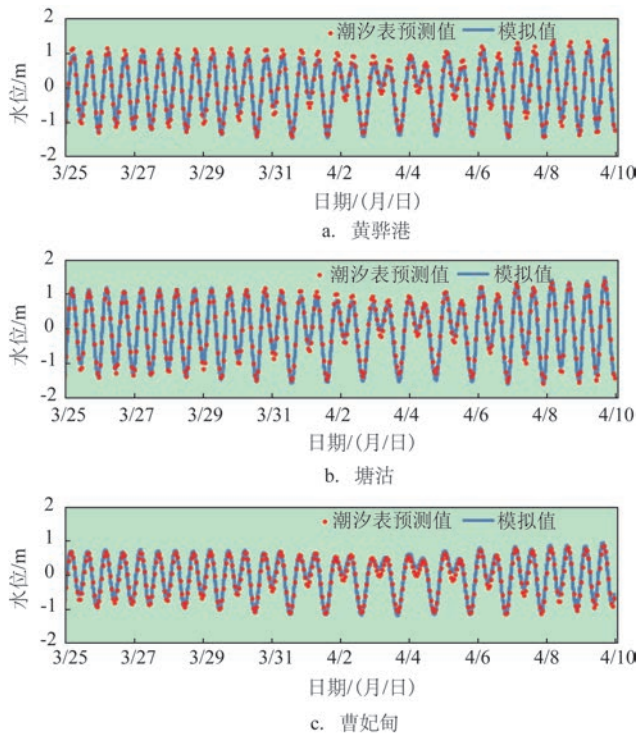 潮汐表预测值 模拟值
2
1
0
-1
-2
水位/m
3/25 3/27 3/29 3/31 4/2 4/4 4/6 4/8 4/10
日期/(月/日)
a. 黄骅港
潮汐表预测值 模拟值
2
1
0
-1
-2
水位/m
3/25 3/27 3/29 3/31 4/2 4/4 4/6 4/8 4/10
日期/(月/日)
b. 塘沽
潮汐表预测值 模拟值
2
1
0
-1
-2
水位/m
3/25 3/27 3/29 3/31 4/2 4/4 4/6 4/8 4/10
日期/(月/日)
c. 曹妃甸